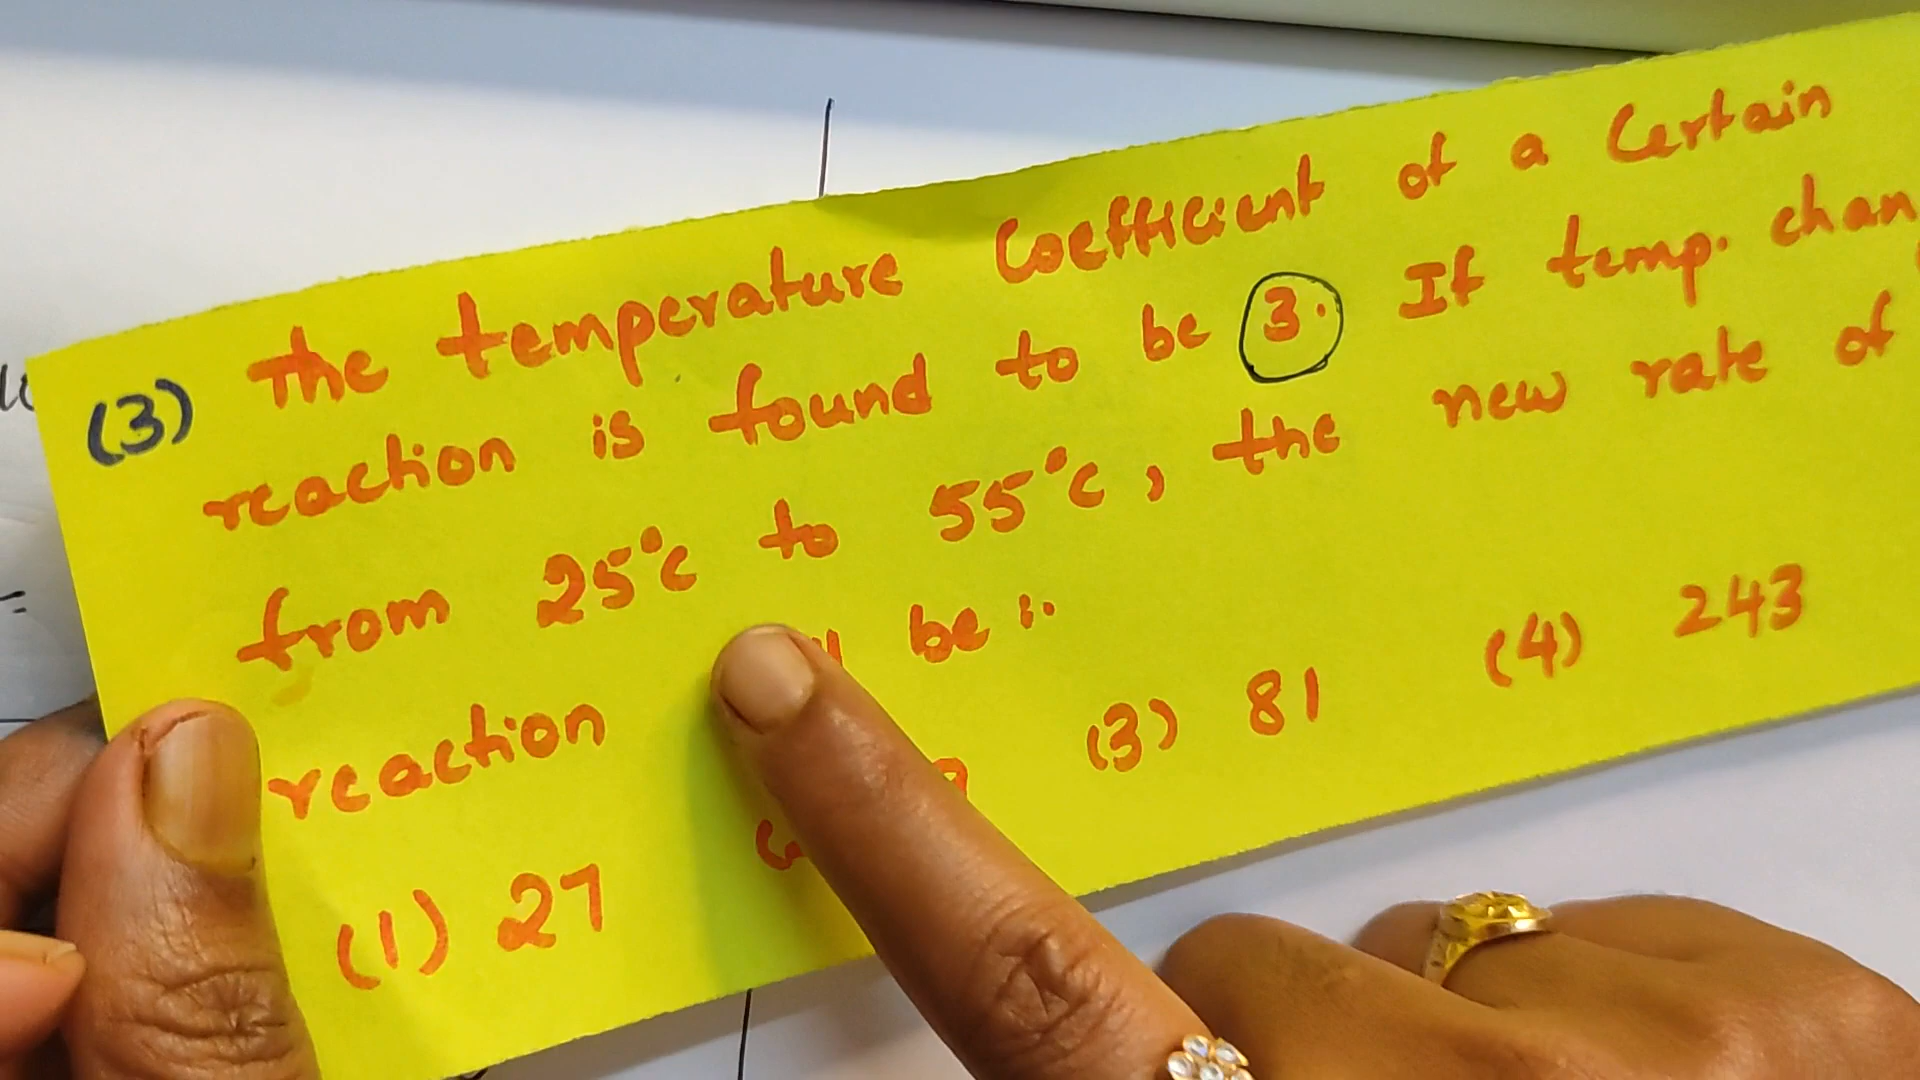 (3) The temperature Coefficient of a Certain
reaction is found to be 3. If temp. chan
from 25°c to 55°c, the new rate of
reaction be :.
(1) 27 (3) 81 (4) 243